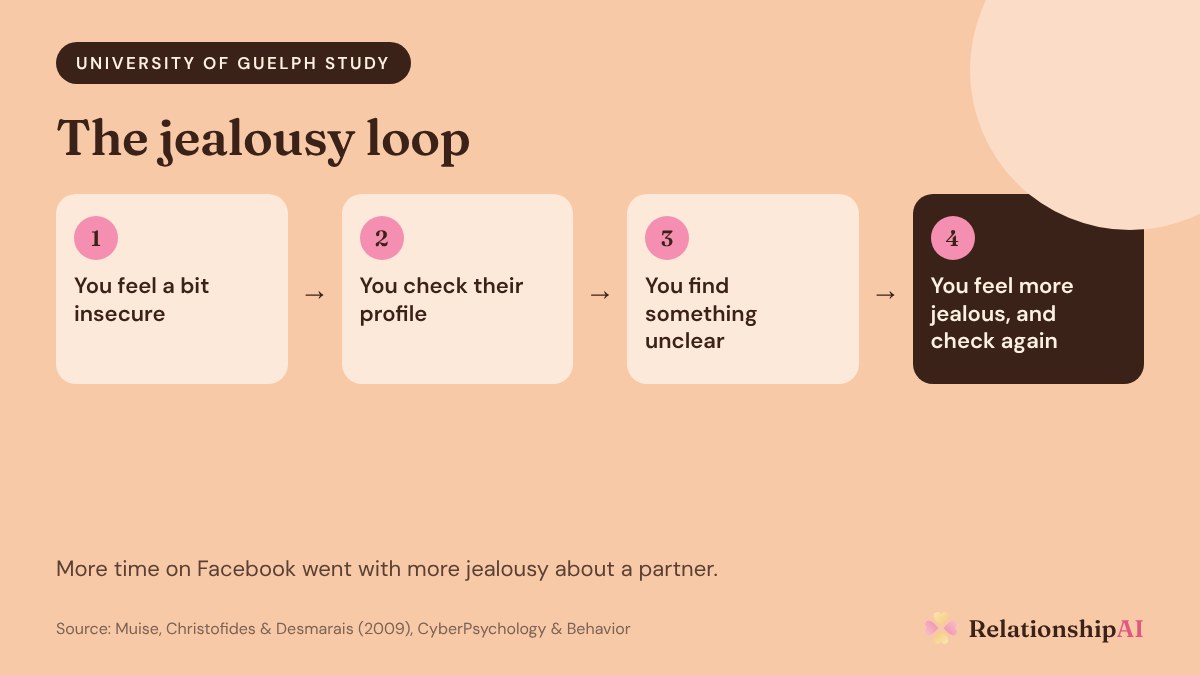 UNIVERSITY OF GUELPH STUDY
The jealousy loop
1
You feel a bit
insecure
→
2
You check their
profile
→
3
You find
something
unclear
→
4
You feel more
jealous, and
check again
More time on Facebook went with more jealousy about a partner.
Source: Muise, Christofides & Desmarais (2009), CyberPsychology & Behavior
RelationshipAI